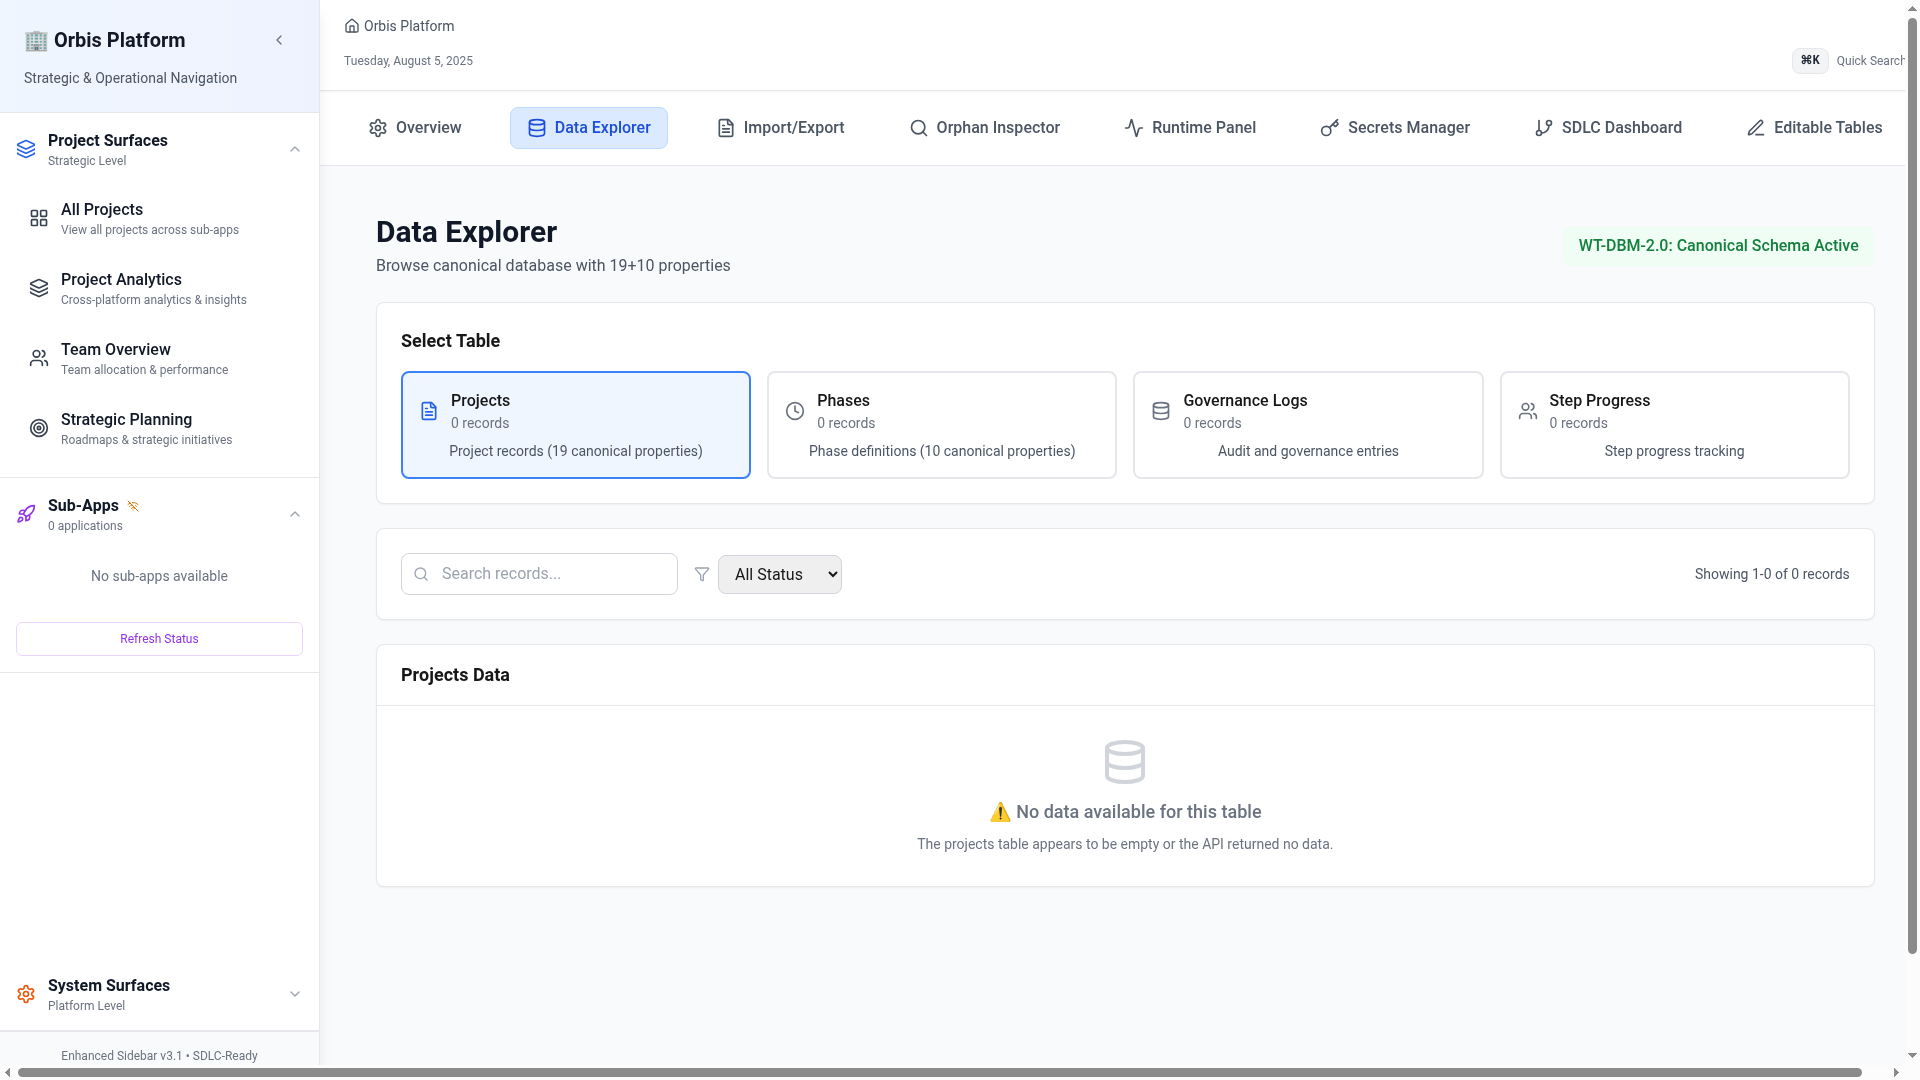 🏢 Orbis Platform
Strategic & Operational Navigation
Project Surfaces
Strategic Level
All Projects
View all projects across sub-apps
Project Analytics
Cross-platform analytics & insights
Team Overview
Team allocation & performance
Strategic Planning
Roadmaps & strategic initiatives
Sub-Apps
0 applications
No sub-apps available
Refresh Status
System Surfaces
Platform Level
Enhanced Sidebar v3.1 • SDLC-Ready
Orbis Platform
Tuesday, August 5, 2025
⌘K Quick Search
Overview Data Explorer Import/Export Orphan Inspector Runtime Panel Secrets Manager SDLC Dashboard Editable Tables
Data Explorer
Browse canonical database with 19+10 properties
WT-DBM-2.0: Canonical Schema Active
Select Table
Projects
0 records
Project records (19 canonical properties)
Phases
0 records
Phase definitions (10 canonical properties)
Governance Logs
0 records
Audit and governance entries
Step Progress
0 records
Step progress tracking
Search records...
All Status
Showing 1-0 of 0 records
Projects Data
⚠️ No data available for this table
The projects table appears to be empty or the API returned no data.